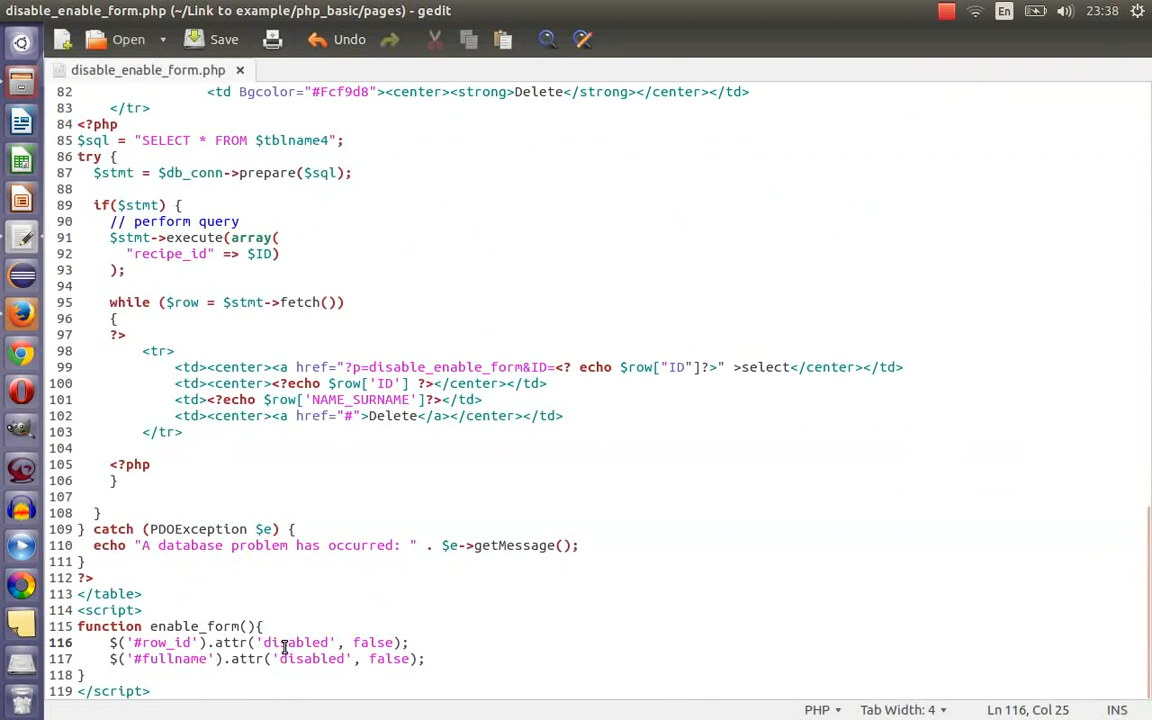 disable_enable_form.php (~/Link to example/php_basic/pages) - gedit
En
23:38
Open
Save
Undo
disable_enable_form.php
82 <td Bgcolor="#Fcf9d8"><center><strong>Delete</strong></center></td>
83 </tr>
84 <?php
85 $sql = "SELECT * FROM $tblname4";
86 try {
87 $stmt = $db_conn->prepare($sql);
88
89 if($stmt) {
90 // perform query
91 $stmt->execute(array(
92 "recipe_id" => $ID)
93 );
94
95 while ($row = $stmt->fetch())
96 {
97 ?>
98 <tr>
99 <td><center><a href="?p=disable_enable_form&ID=<? echo $row["ID"]?>" >select</center></td>
100 <td><center><?echo $row['ID'] ?></center></td>
101 <td><?echo $row['NAME_SURNAME']?></td>
102 <td><center><a href="#">Delete</a></center></td>
103 </tr>
104
105 <?php
106 }
107
108 }
109 } catch (PDOException $e) {
110 echo "A database problem has occurred: " . $e->getMessage();
111 }
112 ?>
113 </table>
114 <script>
115 function enable_form(){
116 $('#row_id').attr('disabled', false);
117 $('#fullname').attr('disabled', false);
118 }
119 </script>
PHP
Tab Width: 4
Ln 116, Col 25
INS